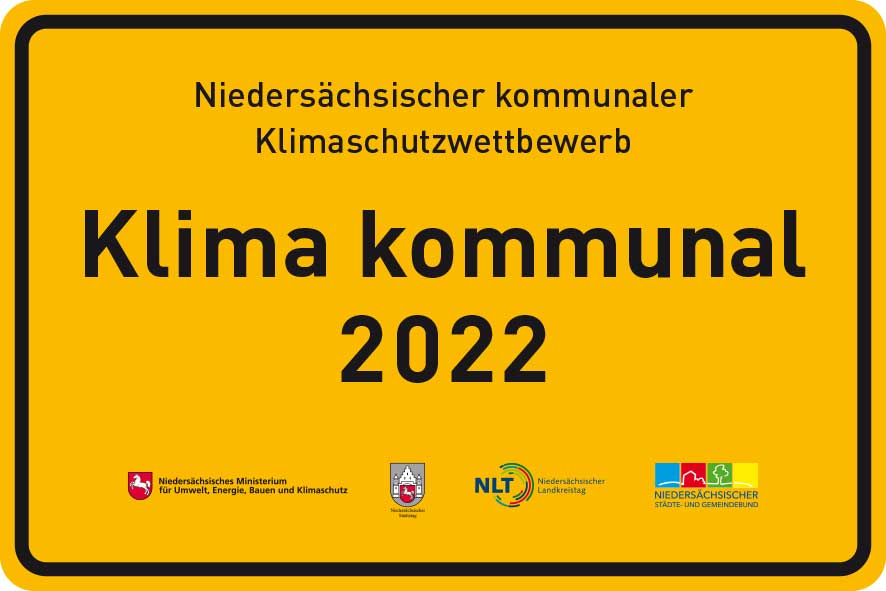 Niedersächsischer kommunaler
Klimaschutzwettbewerb
Klima kommunal
2022
Niedersächsisches Ministerium
für Umwelt, Energie, Bauen und Klimaschutz
Niedersächsischer
Städtetag
NLT
Niedersächsischer
Landkreistag
NIEDERSÄCHSISCHER
STÄDTE- UND GEMEINDEBUND